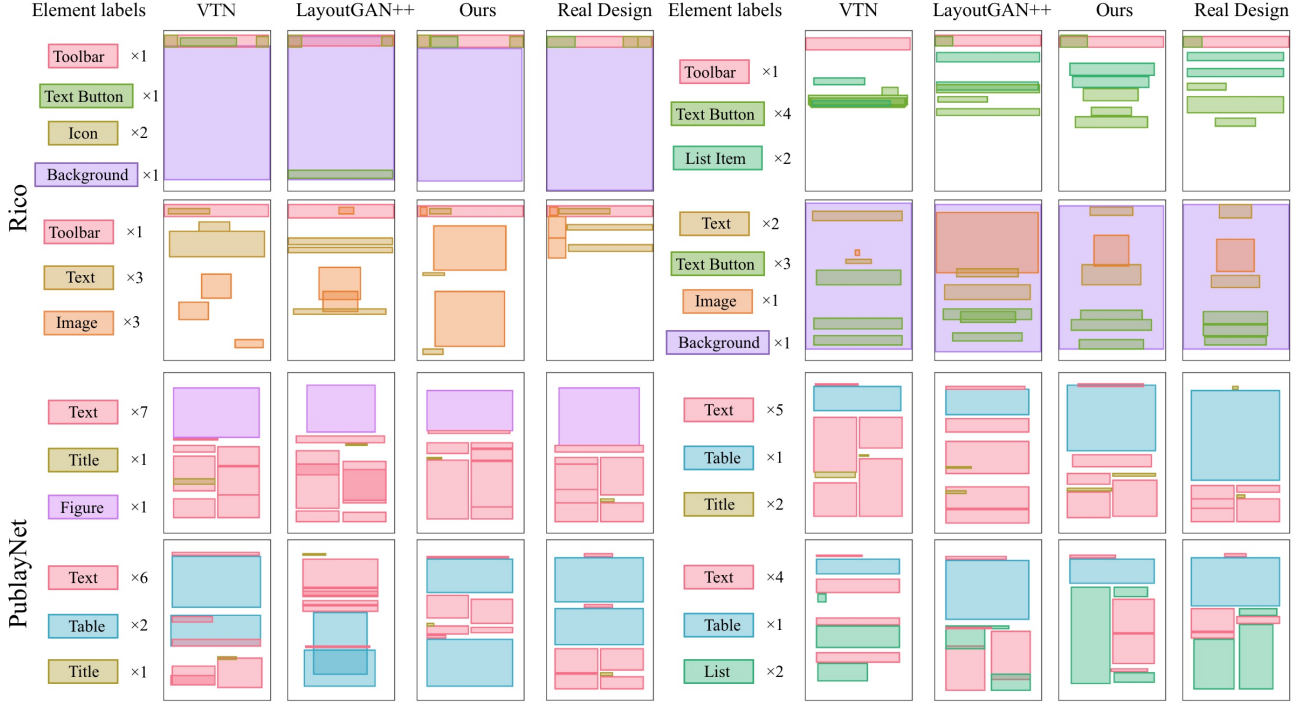 Element labels VTN LayoutGAN++ Ours Real Design Element labels VTN LayoutGAN++ Ours Real Design
Rico
Toolbar ×1
Text Button ×1
Icon ×2
Background ×1
Toolbar ×1
Text Button ×4
List Item ×2
Toolbar ×1
Text ×3
Image ×3
Text ×2
Text Button ×3
Image ×1
Background ×1
PublayNet
Text ×7
Title ×1
Figure ×1
Text ×5
Table ×1
Title ×2
Text ×6
Table ×2
Title ×1
Text ×4
Table ×1
List ×2